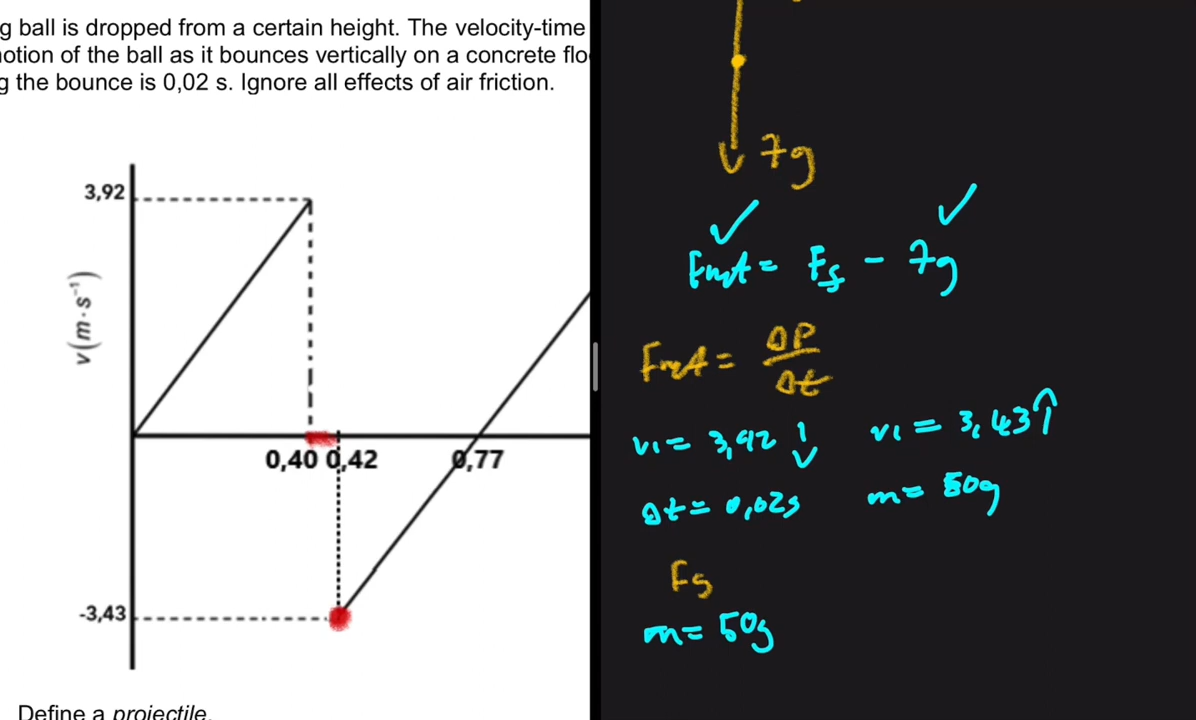 g ball is dropped from a certain height. The velocity-time
otion of the ball as it bounces vertically on a concrete flo
g the bounce is 0,02 s. Ignore all effects of air friction.
3,92
v(m·s⁻¹)
0,40 0,42 0,77
-3,43
Define a projectile.
7g
Fnet = Fs - 7g
Fnet = ΔP/Δt
v1 = 3,92 ↓ v1 = 3,43↑
Δt = 0,02s m = 50g
Fs
m = 50g